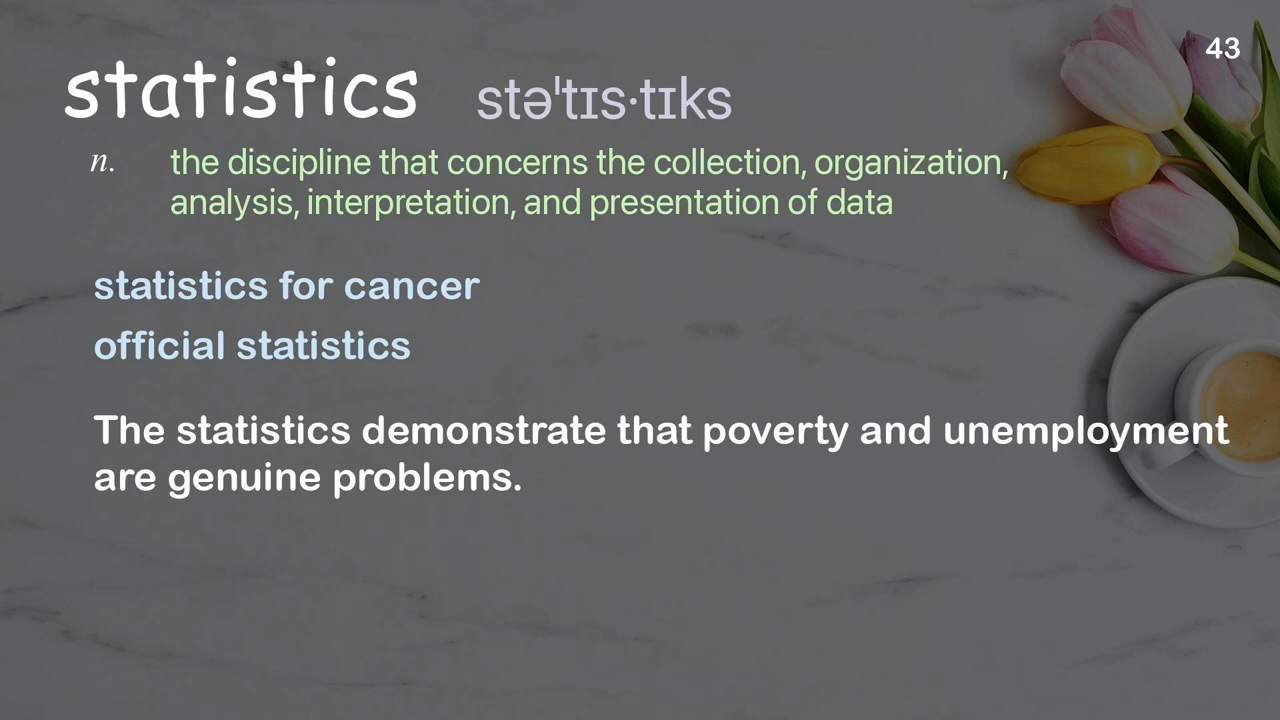 43
statistics stəˈtɪs·tɪks
n. the discipline that concerns the collection, organization,
analysis, interpretation, and presentation of data
statistics for cancer
official statistics
The statistics demonstrate that poverty and unemployment
are genuine problems.